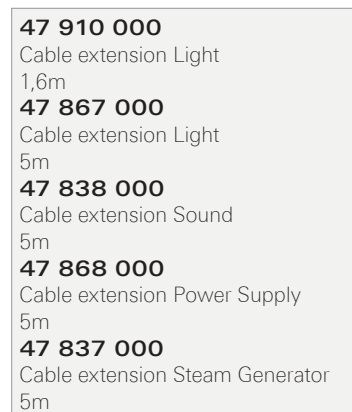 47 910 000
Cable extension Light
1,6m
47 867 000
Cable extension Light
5m
47 838 000
Cable extension Sound
5m
47 868 000
Cable extension Power Supply
5m
47 837 000
Cable extension Steam Generator
5m